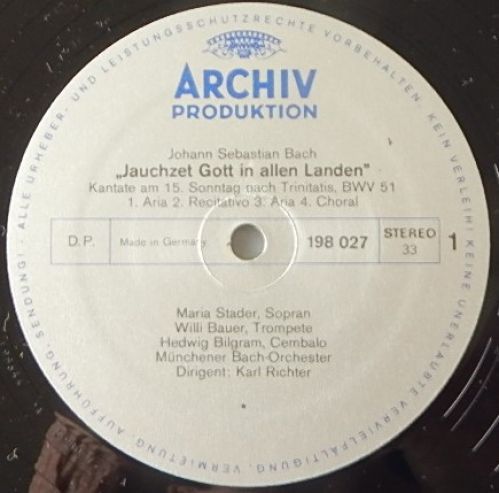 ALLE URHEBER- UND LEISTUNGSSCHUTZRECHTE VORBEHALTEN. KEIN VERLEIH! KEINE UNERLAUBTE VERVIELFÄLTIGUNG, VERMIETUNG, AUFFÜHRUNG, SENDUNG!
ARCHIV
PRODUKTION
Johann Sebastian Bach
„Jauchzet Gott in allen Landen"
Kantate am 15. Sonntag nach Trinitatis, BWV 51
1. Aria 2. Recitativo 3. Aria 4. Choral
D.P. Made in Germany 198 027 STEREO 1
33
Maria Stader, Sopran
Willi Bauer, Trompete
Hedwig Bilgram, Cembalo
Münchener Bach-Orchester
Dirigent: Karl Richter